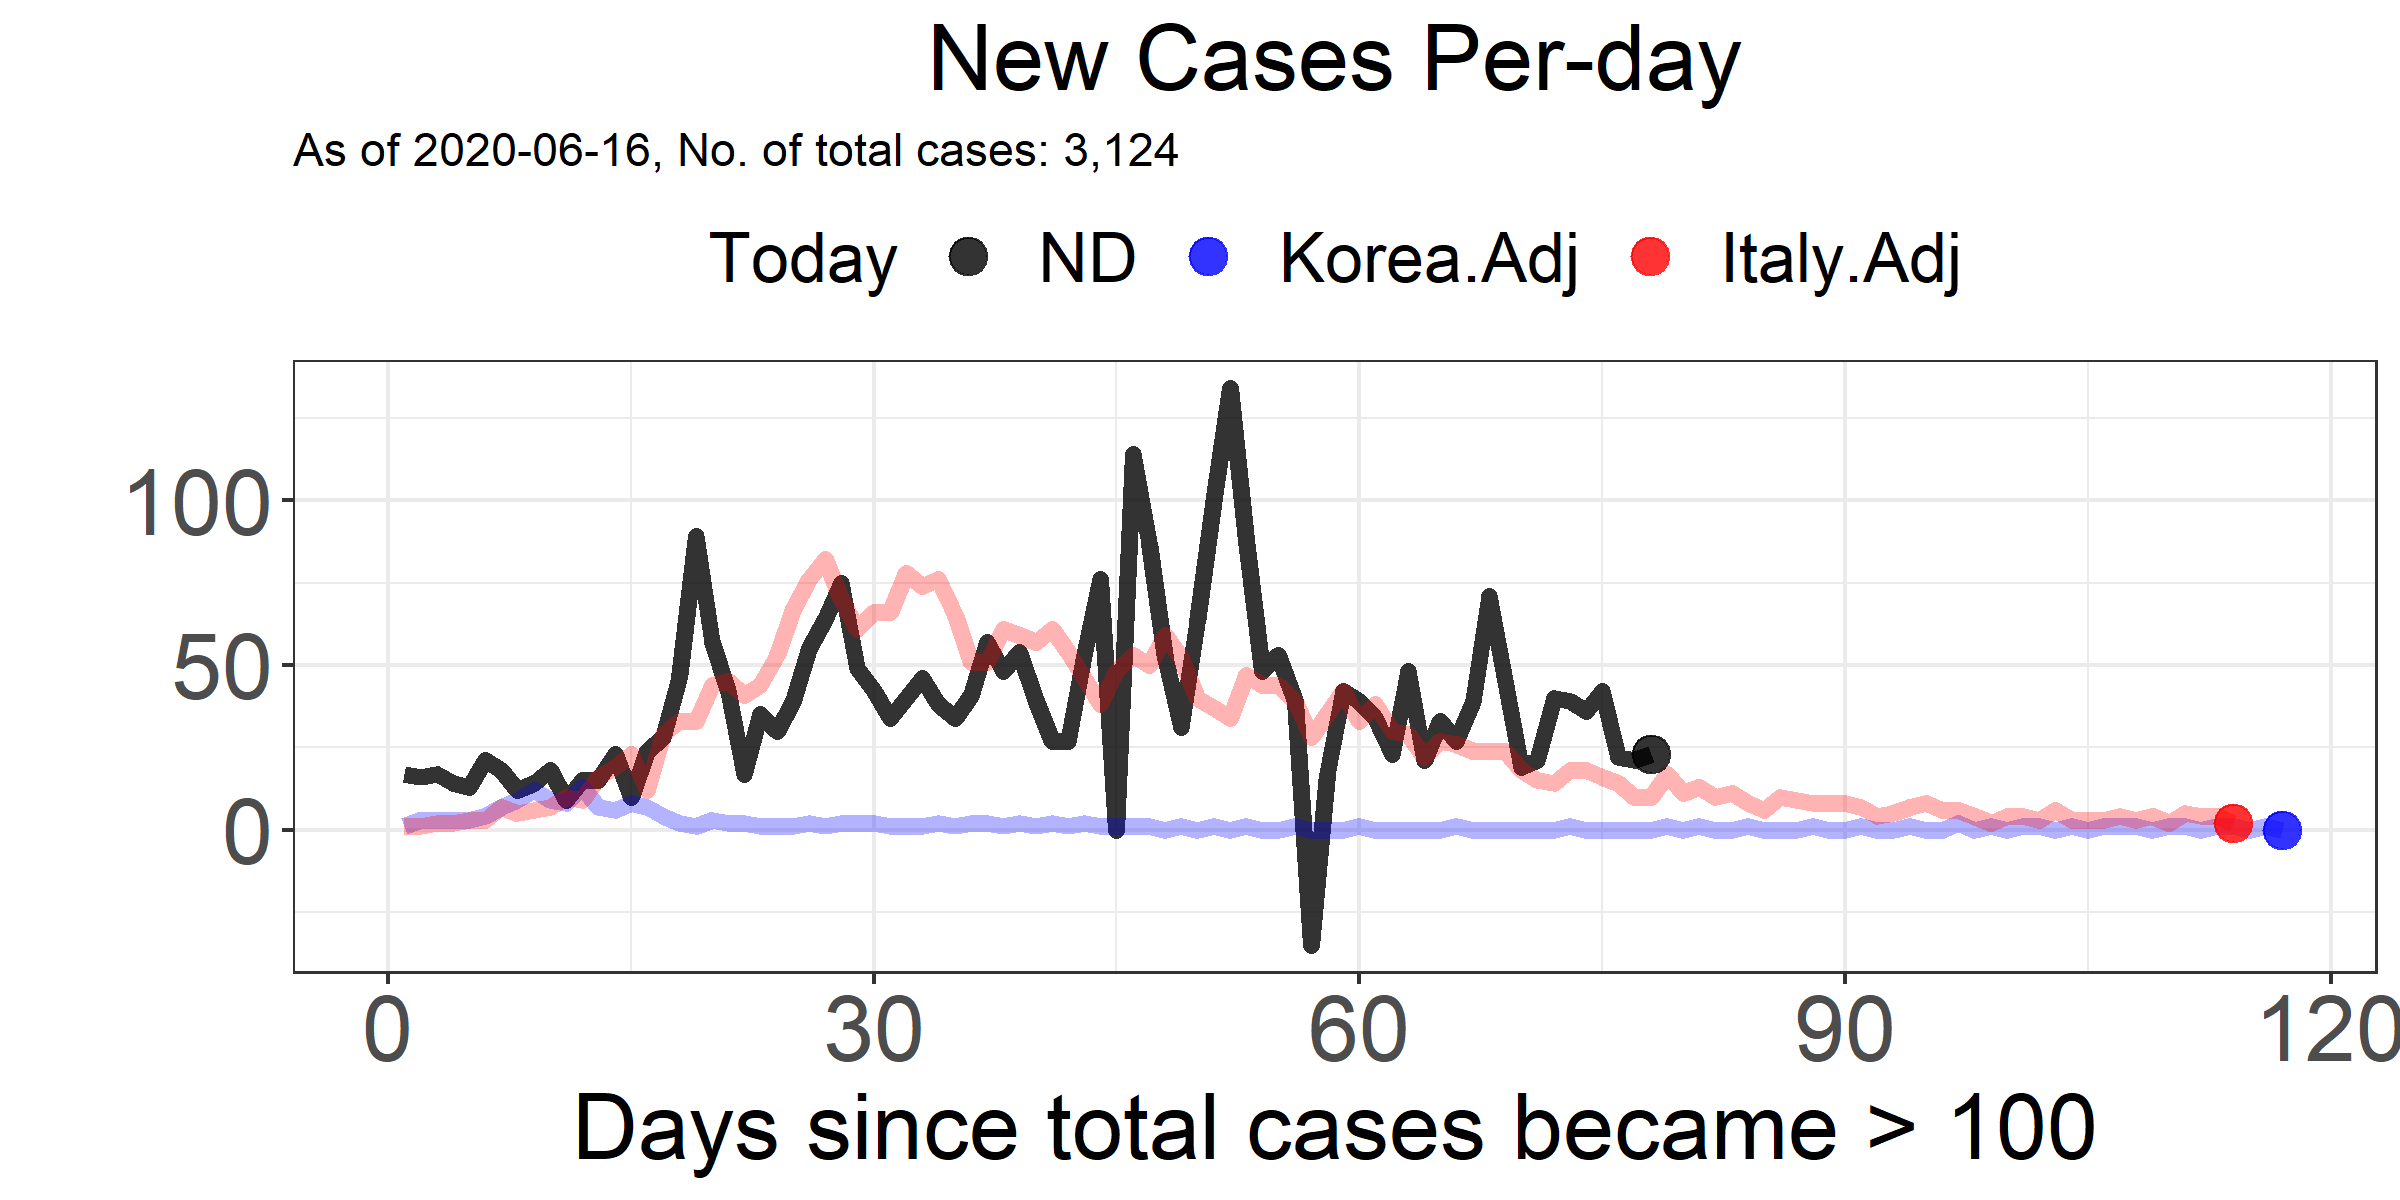 New Cases Per-day
As of 2020-06-16, No. of total cases: 3,124
Today ND Korea.Adj Italy.Adj
100
50
0
0 30 60 90 120
Days since total cases became > 100